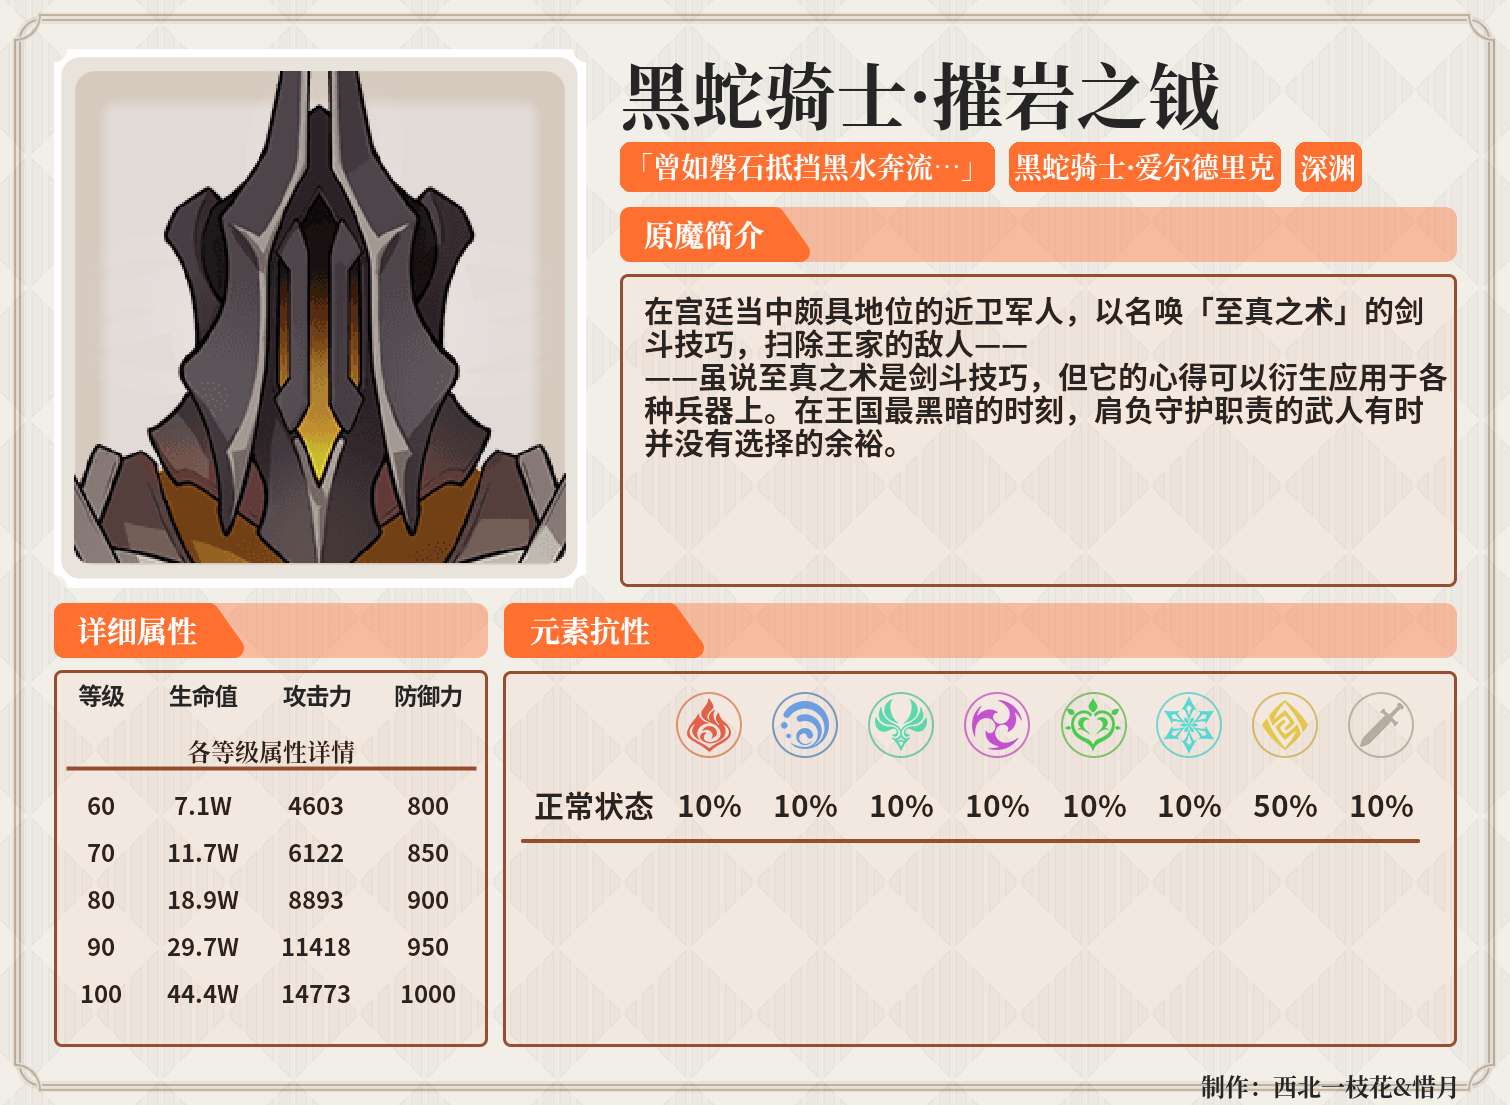 黑蛇骑士·摧岩之钺
「曾如磐石抵挡黑水奔流…」 黑蛇骑士·爱尔德里克 深渊
原魔简介
在宫廷当中颇具地位的近卫军人，以名唤「至真之术」的剑
斗技巧，扫除王家的敌人——
——虽说至真之术是剑斗技巧，但它的心得可以衍生应用于各
种兵器上。在王国最黑暗的时刻，肩负守护职责的武人有时
并没有选择的余裕。
详细属性
等级 生命值 攻击力 防御力
各等级属性详情
60 7.1W 4603 800
70 11.7W 6122 850
80 18.9W 8893 900
90 29.7W 11418 950
100 44.4W 14773 1000
元素抗性
正常状态 10% 10% 10% 10% 10% 10% 50% 10%
制作：西北一枝花&惜月